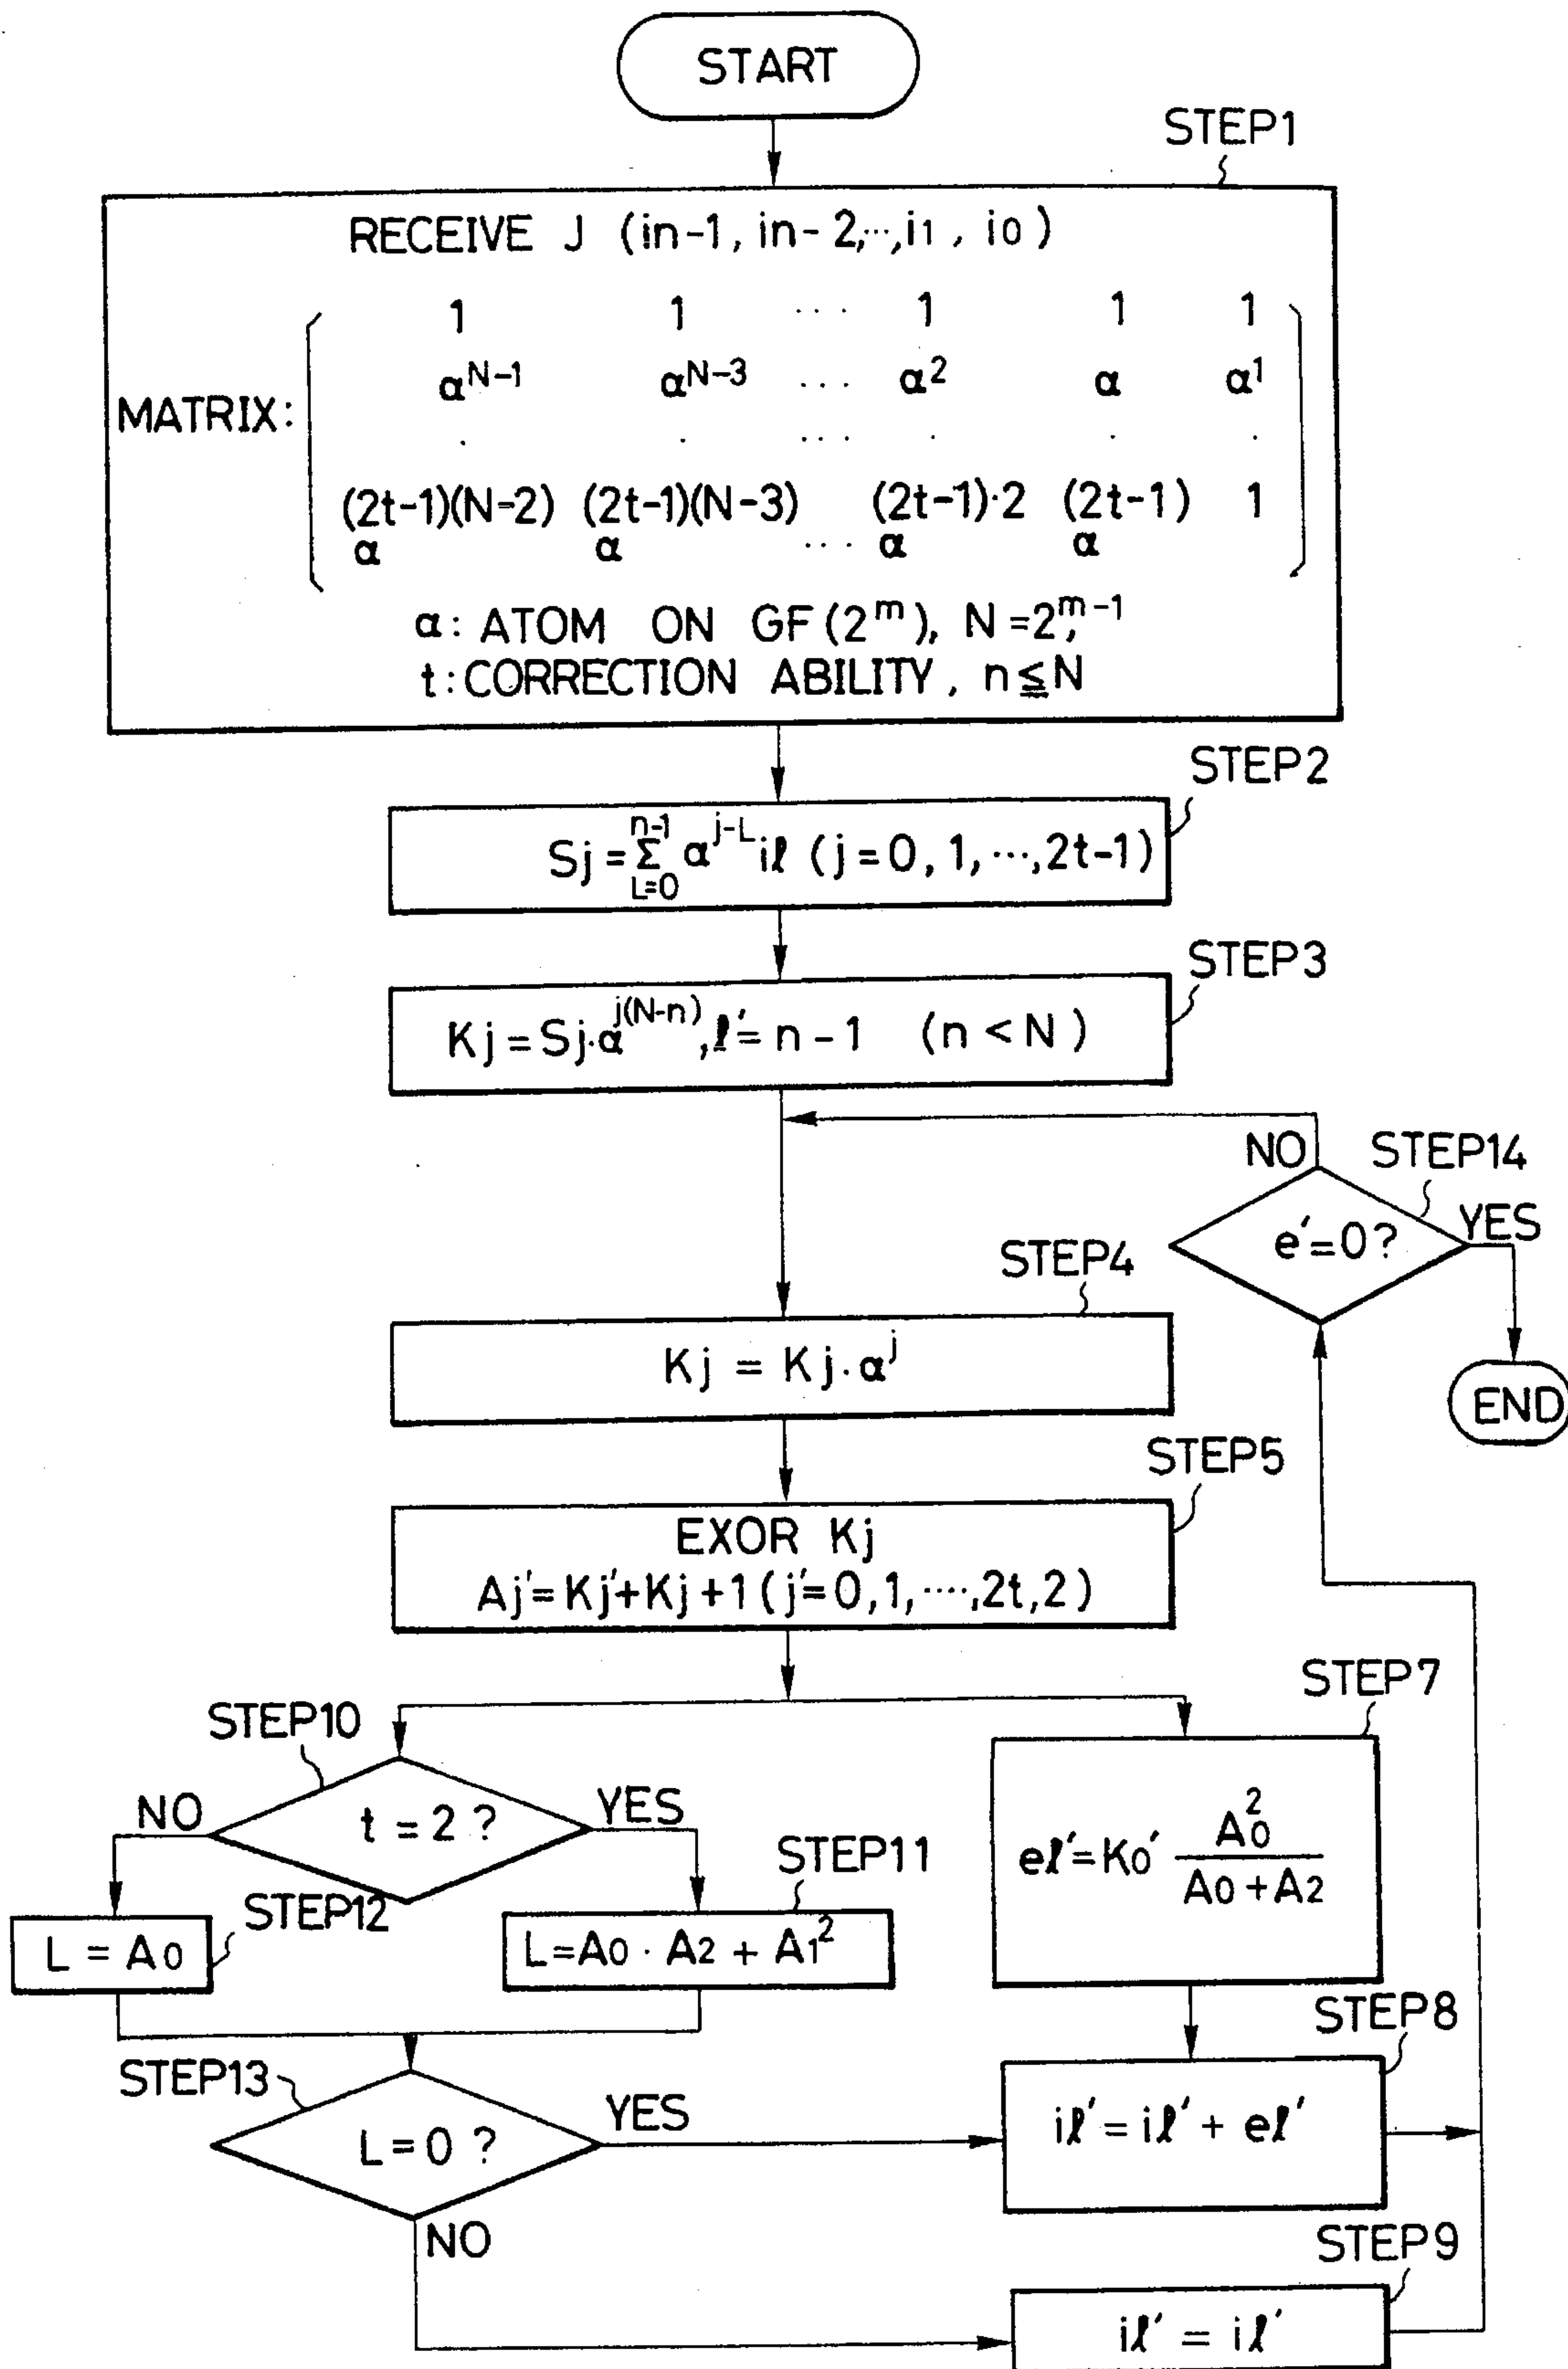 START
STEP1
RECEIVE J (in-1, in-2,···,i1, i0)
1 1 ··· 1 1 1
α^N-1 α^N-3 ··· α^2 α α^1
MATRIX:
· · ··· · · ·
(2t-1)(N-2) (2t-1)(N-3) (2t-1)·2 (2t-1) 1
α α ··· α α
α: ATOM ON GF(2^m), N=2^m-1,
t: CORRECTION ABILITY, n≦N
STEP2
Sj = Σ^n-1_L=0 α^j-L iℓ (j=0, 1, ···, 2t-1)
STEP3
Kj = Sj·α^j(N-n), ℓ' = n-1 (n < N)
NO
STEP14
e'=0?
YES
END
STEP4
Kj = Kj·α^j
STEP5
EXOR Kj
Aj'=Kj'+Kj+1 (j'=0,1,····,2t,2)
STEP7
eℓ'=K0' A0^2 / A0+A2
STEP10
NO
t=2?
YES
STEP11
STEP12
L = A0
L=A0·A2 + A1^2
STEP8
STEP13
YES
L=0?
iℓ' = iℓ' + eℓ'
NO
STEP9
iℓ' = iℓ'